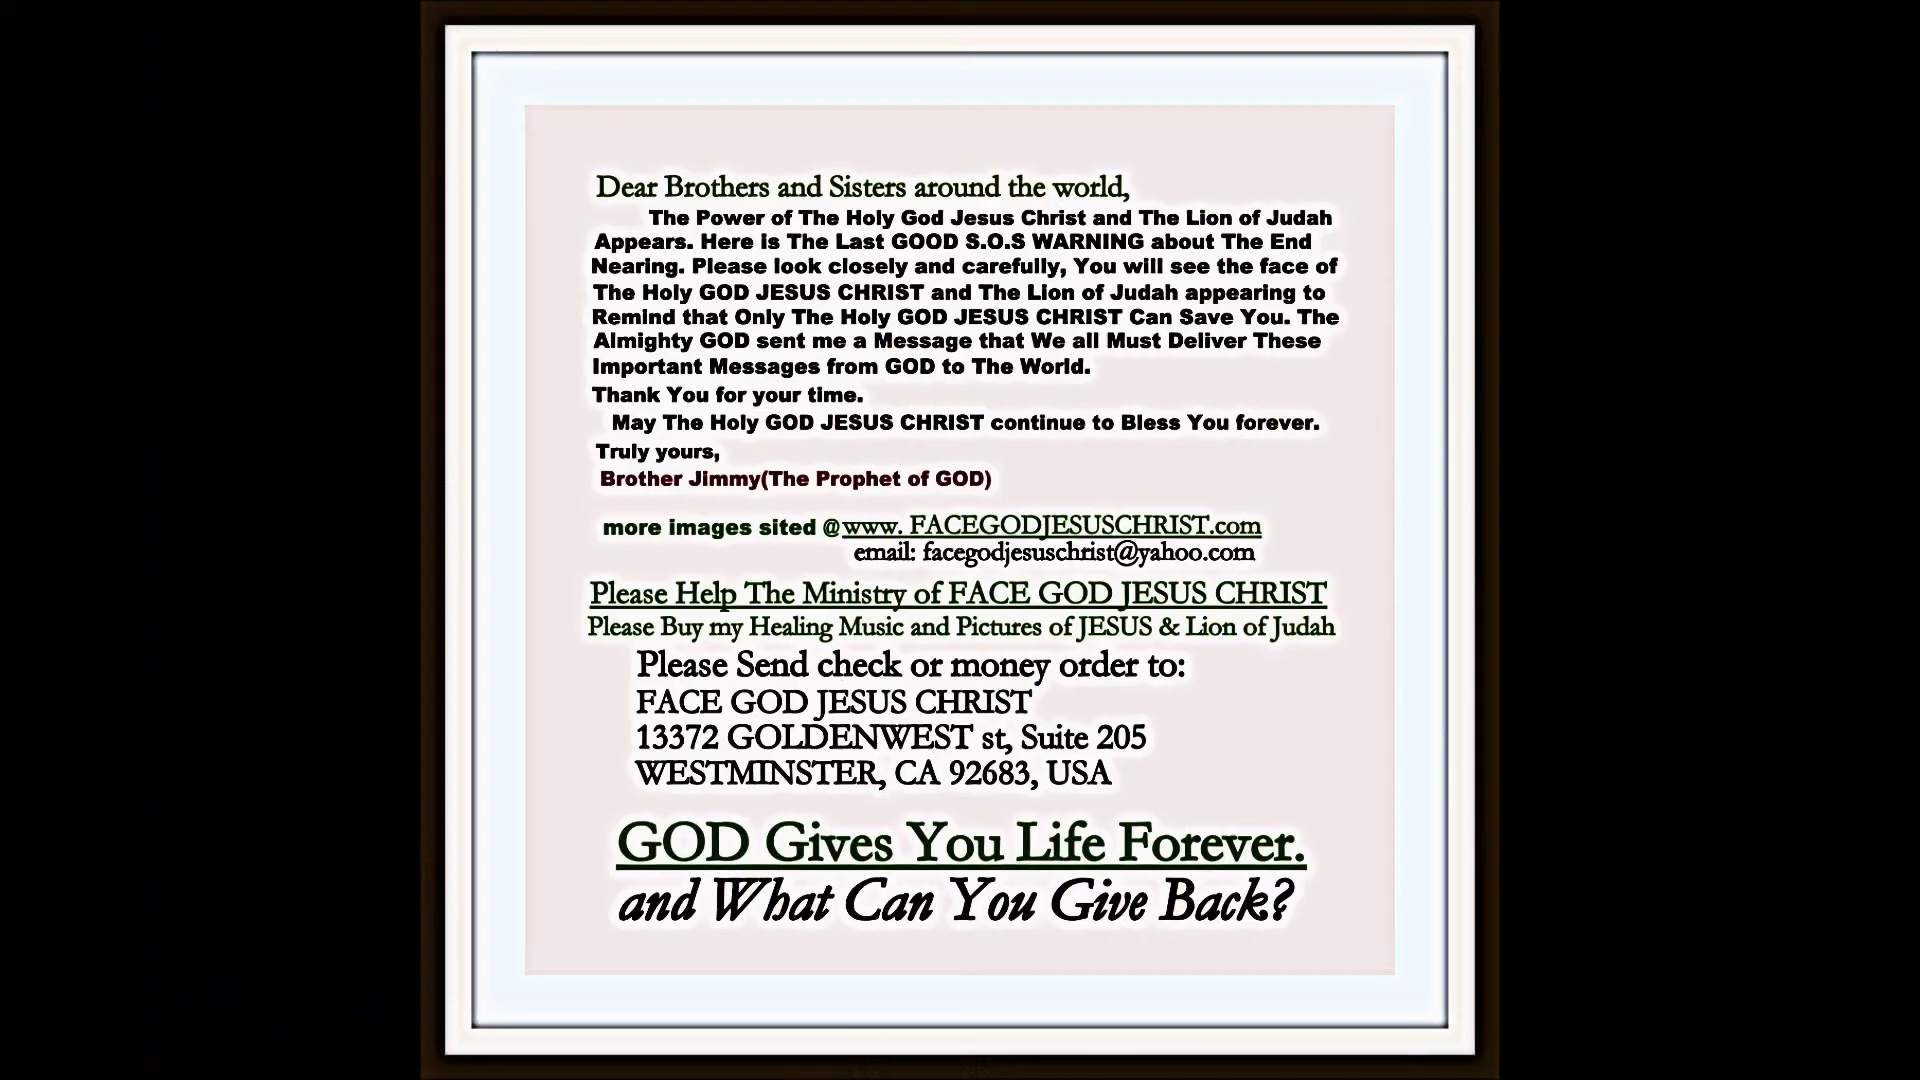 Dear Brothers and Sisters around the world,
The Power of The Holy God Jesus Christ and The Lion of Judah
Appears. Here is The Last GOOD S.O.S WARNING about The End
Nearing. Please look closely and carefully, You will see the face of
The Holy GOD JESUS CHRIST and The Lion of Judah appearing to
Remind that Only The Holy GOD JESUS CHRIST Can Save You. The
Almighty GOD sent me a Message that We all Must Deliver These
Important Messages from GOD to The World.
Thank You for your time.
May The Holy GOD JESUS CHRIST continue to Bless You forever.
Truly yours,
Brother Jimmy(The Prophet of GOD)
more images sited @www. FACEGODJESUSCHRIST.com
email: facegodjesuschrist@yahoo.com
Please Help The Ministry of FACE GOD JESUS CHRIST
Please Buy my Healing Music and Pictures of JESUS & Lion of Judah
Please Send check or money order to:
FACE GOD JESUS CHRIST
13372 GOLDENWEST st, Suite 205
WESTMINSTER, CA 92683, USA
GOD Gives You Life Forever.
and What Can You Give Back?